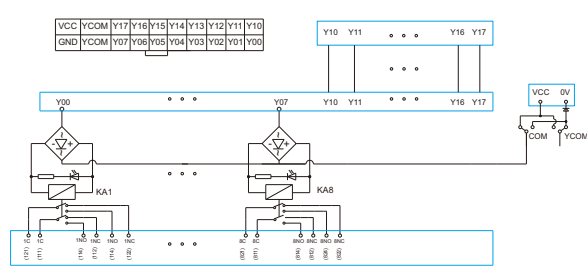 VCC YCOM Y17 Y16 Y15 Y14 Y13 Y12 Y11 Y10
GND YCOM Y07 Y06 Y05 Y04 Y03 Y02 Y01 Y00
Y10 Y11 Y16 Y17
VCC 0V
Y00 Y07 Y10 Y11 Y16 Y17
COM YCOM
KA1 KA8
1C 1C 1NO 1NC 1NO 1NC 8C 8C 8NO 8NC 8NO 8NC
(121) (111) (114) (112)